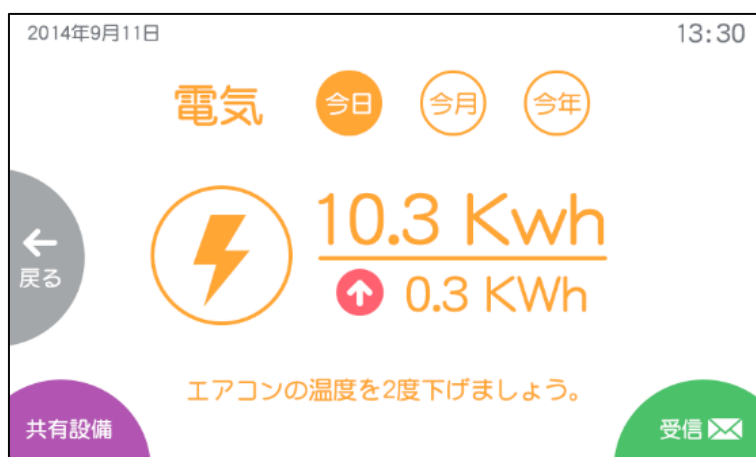 2014年9月11日 13:30
電気 今日 今月 今年
10.3 Kwh
0.3 KWh
戻る
エアコンの温度を2度下げましょう。
共有設備 受信